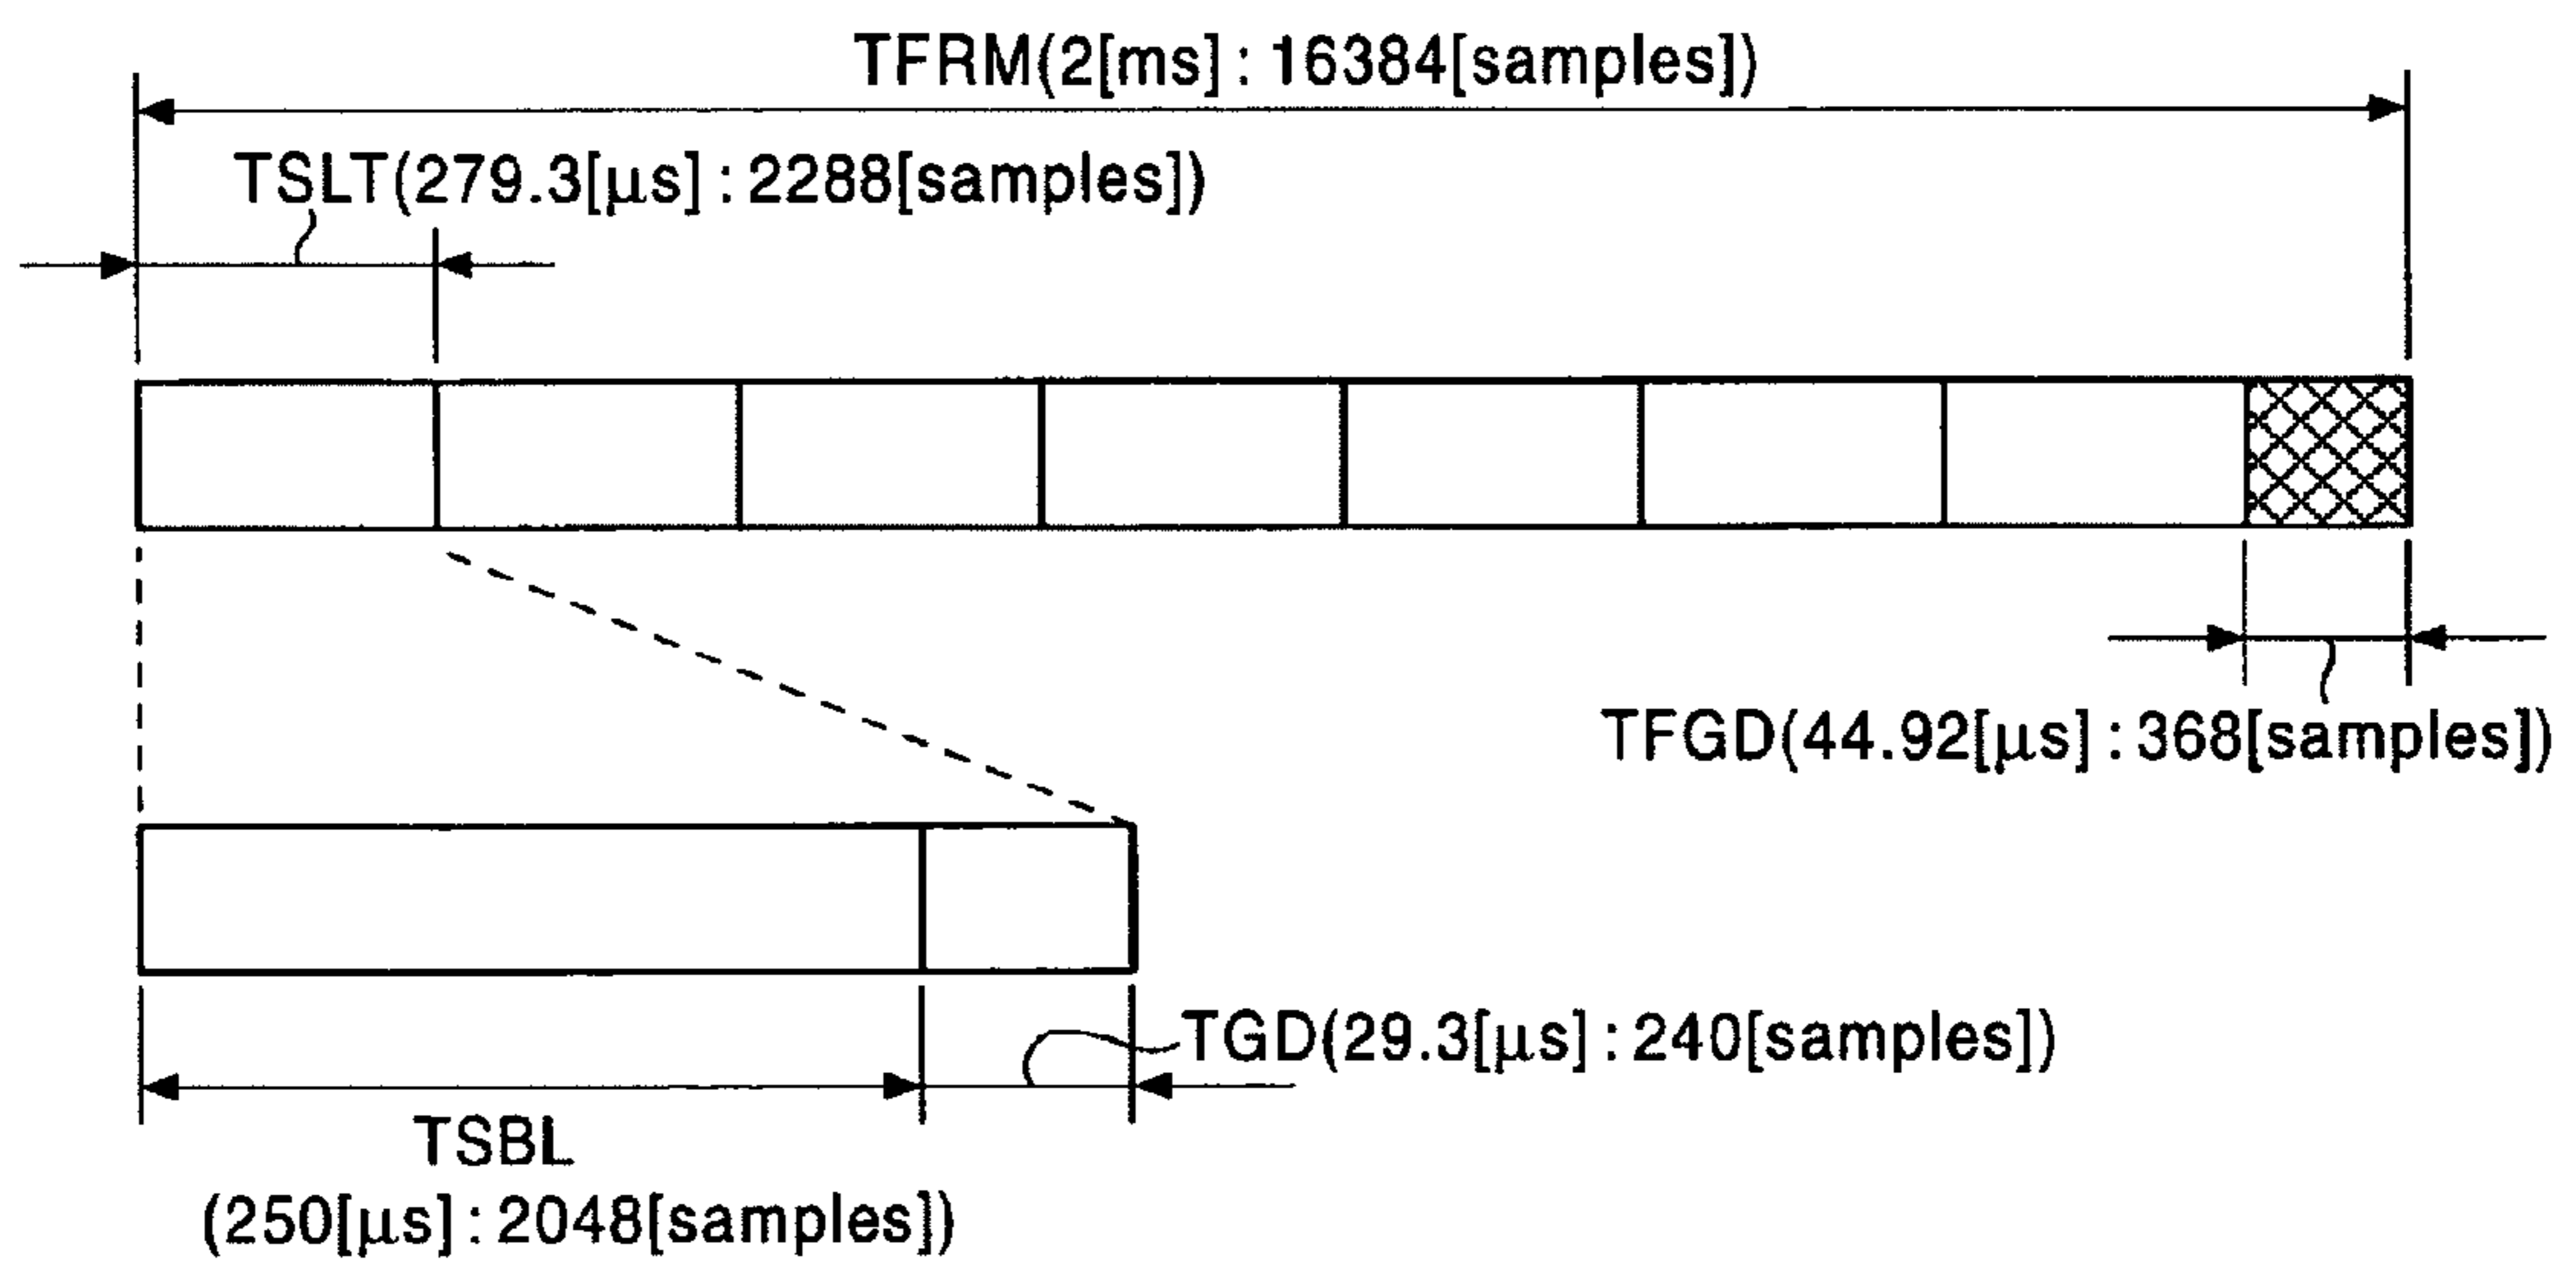 TFRM(2[ms]:16384[samples])
TSLT(279.3[μs]:2288[samples])
TFGD(44.92[μs]:368[samples])
TGD(29.3[μs]:240[samples])
TSBL
(250[μs]:2048[samples])